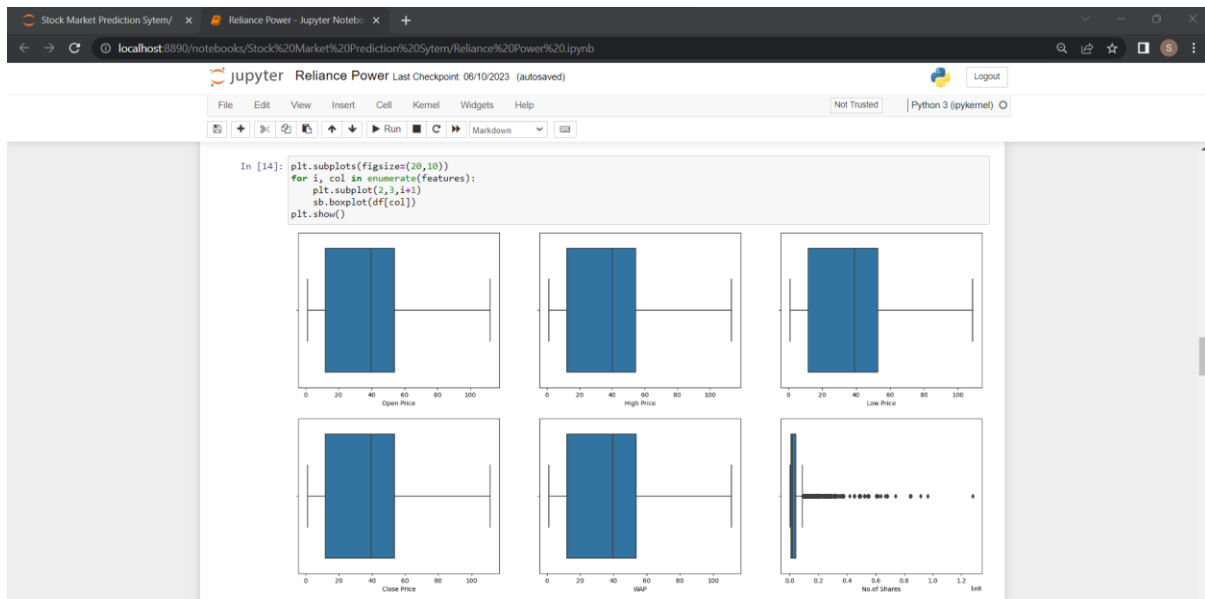 Stock Market Prediction Sytem/ × Reliance Power - Jupyter Notebo × +
localhost:8890/notebooks/Stock%20Market%20Prediction%20Sytem/Reliance%20Power%20.ipynb S
jupyter Reliance Power Last Checkpoint: 06/10/2023 (autosaved) Logout
File Edit View Insert Cell Kernel Widgets Help Not Trusted Python 3 (ipykernel)
Run Markdown
In [14]: plt.subplots(figsize=(20,10))
for i, col in enumerate(features):
plt.subplot(2,3,i+1)
sb.boxplot(df[col])
plt.show()
0 20 40 60 80 100 0 20 40 60 80 100 0 20 40 60 80 100
Open Price High Price Low Price
0 20 40 60 80 100 0 20 40 60 80 100 0.0 0.2 0.4 0.6 0.8 1.0 1.2
Close Price WAP No.of Shares 1e8